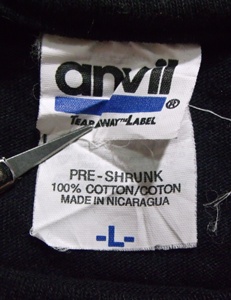 anvil
®
TEARAWAY™LABEL
PRE-SHRUNK
100% COTTON/COTON
MADE IN NICARAGUA
-L-